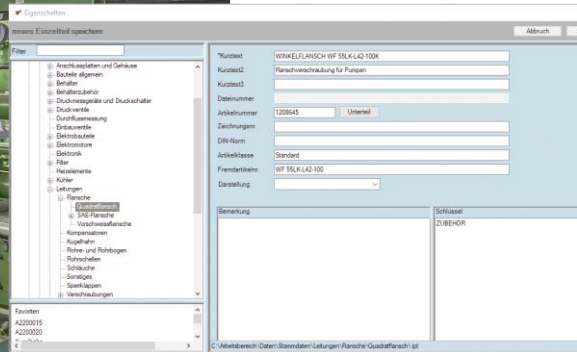 Eigenschaften
neues Einzelteil speichern
Abbruch
Filter
Anschlussplatten und Gehäuse
Bauteile allgemein
Behälter
Behälterzubehör
Druckmessgeräte und Druckschalter
Druckventile
Durchflussmessung
Einbauventile
Elektrobauteile
Elektromotore
Elektronik
Filter
Heizelemente
Kühler
Leitungen
Flansche
Quadratflansch
SAE-Flansche
Vorschweissflansche
Kompensatoren
Kugelhahn
Rohre- und Rohrbogen
Rohrschellen
Schläuche
Sonstiges
Sperrklappen
Verschraubungen
Favoriten
A2200015
A2200020
*Kurztext
WINKELFLANSCH WF 55LK-L42-100K
Kurztext2
Flanschverschraubung für Pumpen
Kurztext3
Dateinummer
Artikelnummer
1208645
Unterteil
Zeichnungsnr.
DIN-Norm
Artikelklasse
Standard
Fremdartikelnr.
WF 55LK-L42-100
Darstellung
Bemerkung
Schlüssel
ZUBEHÖR
C:\Arbeitsbereich\Daten\Stammdaten\Leitungen\Flansche\Quadratflansch\.ipt